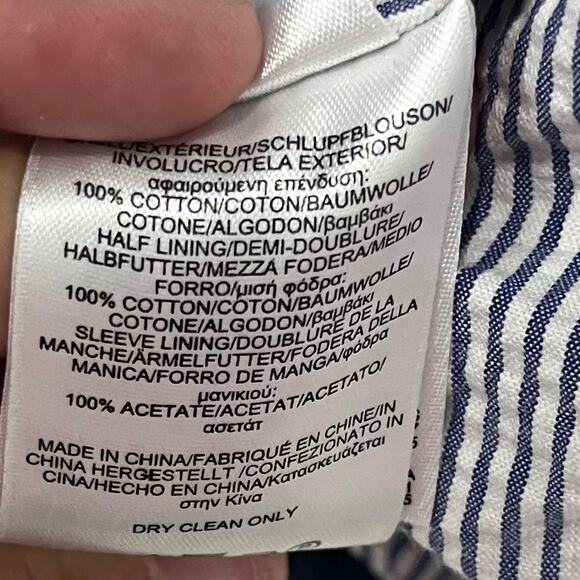 SHELL/EXTÉRIEUR/SCHLUPFBLOUSON/
INVOLUCRO/TELA EXTERIOR/
αφαιρούμενη επένδυση:
100% COTTON/COTON/BAUMWOLLE/
COTONE/ALGODON/βαμβάκι
HALF LINING/DEMI-DOUBLURE/
HALBFUTTER/MEZZA FODERA/MEDIO
FORRO/μισή φόδρα:
100% COTTON/COTON/BAUMWOLLE/
COTONE/ALGODON/βαμβάκι
SLEEVE LINING/DOUBLURE DE LA
MANCHE/ÄRMELFUTTER/FODERA DELLA
MANICA/FORRO DE MANGA/φόδρα
μανικιού:
100% ACETATE/ACETAT/ACETATO/
ασετάτ
MADE IN CHINA/FABRIQUÉ EN CHINE/IN
CHINA HERGESTELLT /CONFEZIONATO IN
CINA/HECHO EN CHINA/Κατασκευάζεται
στην Κίνα
DRY CLEAN ONLY